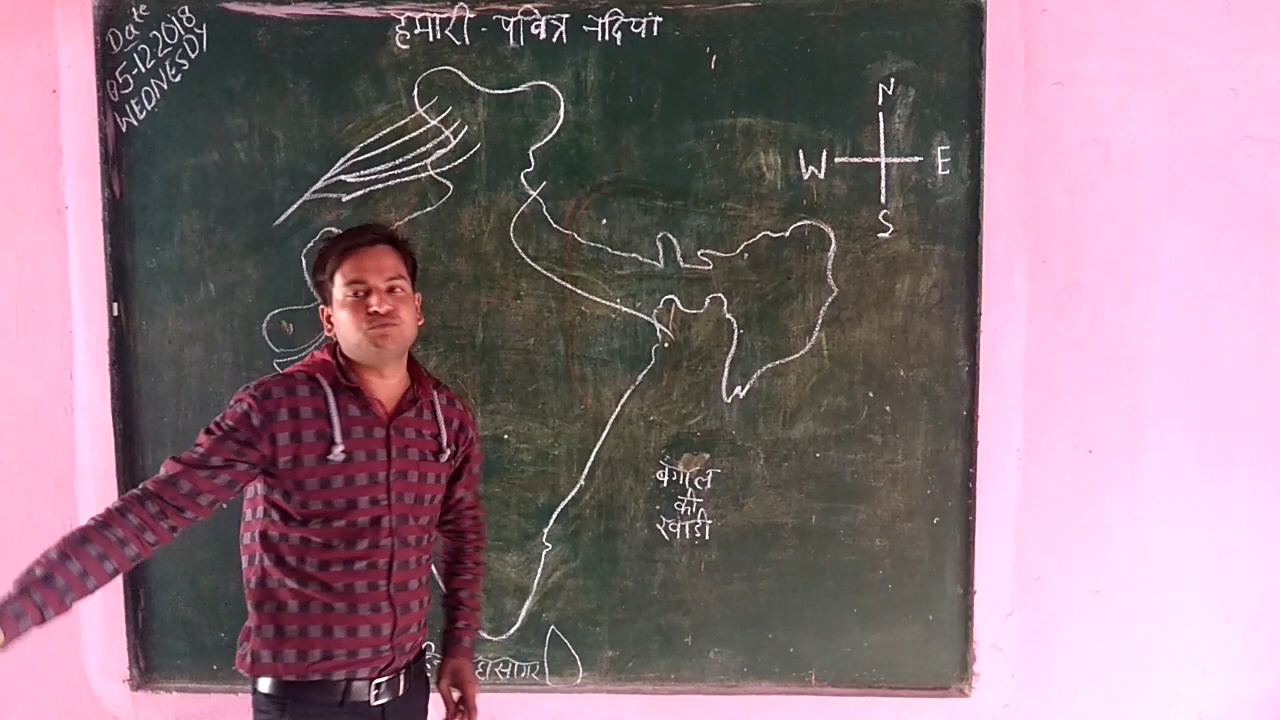 Date
05-12 2018
WEDNESDY
हमारी - पवित्र नदियां
N
W E
S
बंगाल
की
खाड़ी